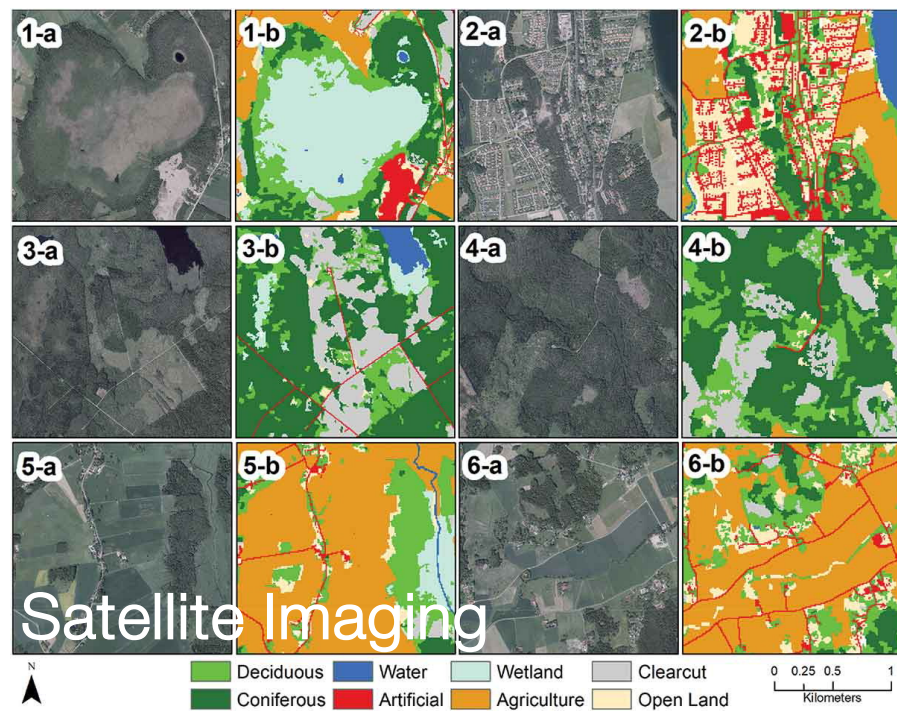 1-a 1-b 2-a 2-b
3-a 3-b 4-a 4-b
5-a 5-b 6-a 6-b
Satellite Imaging
N
Deciduous Water Wetland Clearcut
0 0.25 0.5 1
Coniferous Artificial Agriculture Open Land
Kilometers